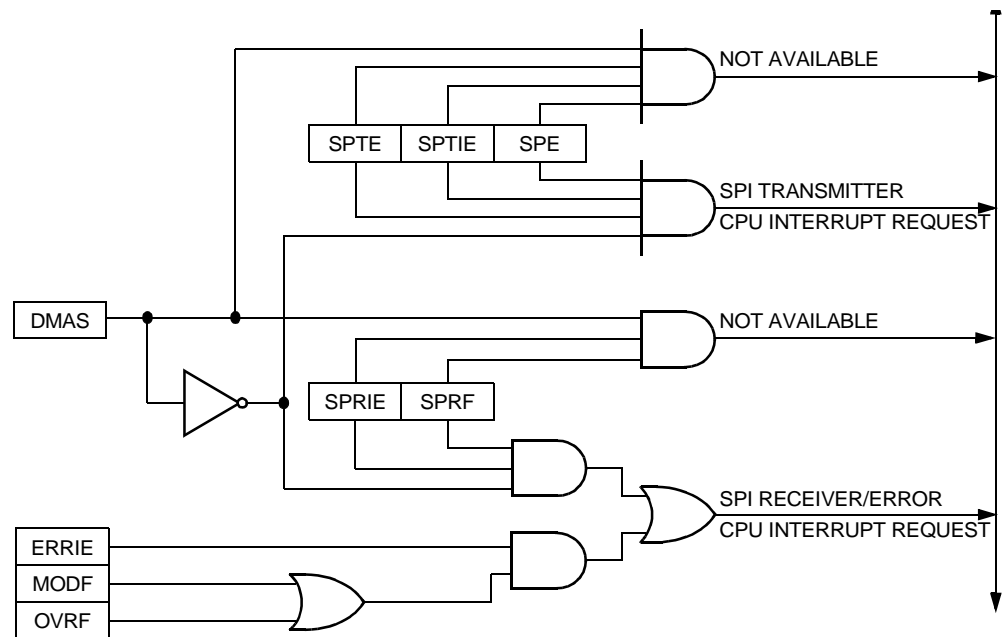 NOT AVAILABLE
SPTE SPTIE SPE
SPI TRANSMITTER
CPU INTERRUPT REQUEST
DMAS
NOT AVAILABLE
SPRIE SPRF
SPI RECEIVER/ERROR
CPU INTERRUPT REQUEST
ERRIE
MODF
OVRF